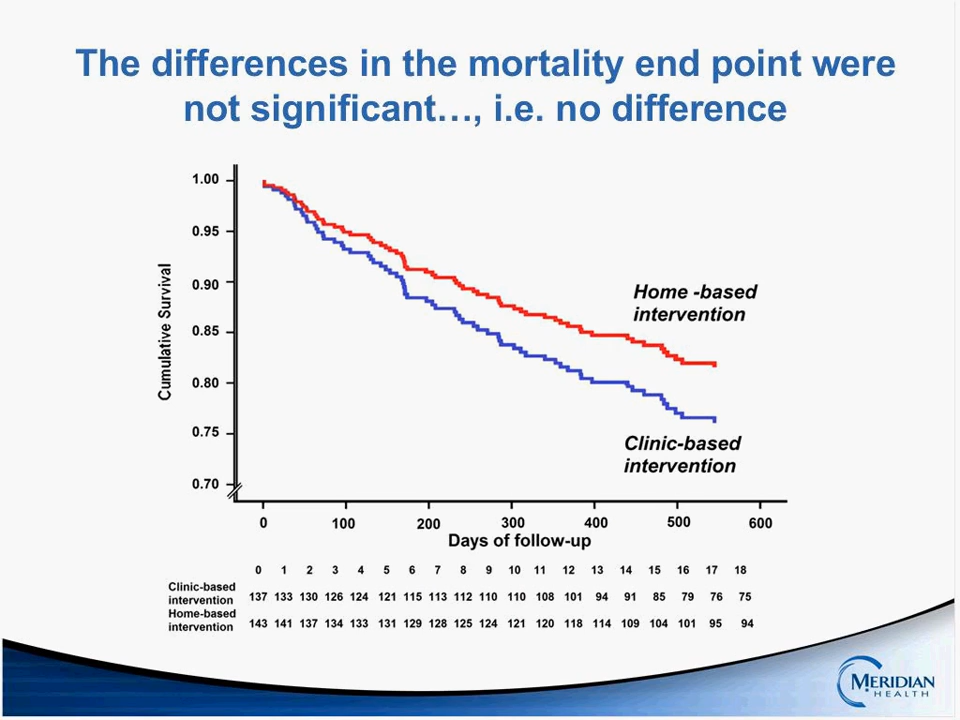 The differences in the mortality end point were
not significant…, i.e. no difference
1.00
0.95
0.90
0.85
0.80
0.75
0.70
Cumulative Survival
Home -based
intervention
Clinic-based
intervention
0 100 200 300 400 500 600
Days of follow-up
0 1 2 3 4 5 6 7 8 9 10 11 12 13 14 15 16 17 18
Clinic-based
intervention 137 133 130 126 124 121 115 113 112 110 110 108 101 94 91 85 79 76 75
Home-based
intervention 143 141 137 134 133 131 129 128 125 124 121 120 118 114 109 104 101 95 94
MERIDIAN
HEALTH